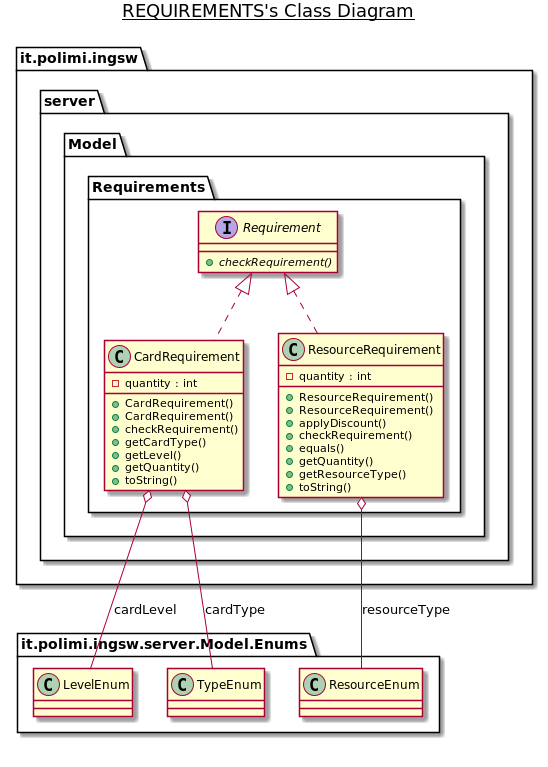 REQUIREMENTS's Class Diagram
it.polimi.ingsw
server
Model
Requirements
I Requirement
checkRequirement()
C CardRequirement
quantity : int
CardRequirement()
CardRequirement()
checkRequirement()
getCardType()
getLevel()
getQuantity()
toString()
C ResourceRequirement
quantity : int
ResourceRequirement()
ResourceRequirement()
applyDiscount()
checkRequirement()
equals()
getQuantity()
getResourceType()
toString()
cardLevel
cardType
resourceType
it.polimi.ingsw.server.Model.Enums
C LevelEnum
C TypeEnum
C ResourceEnum